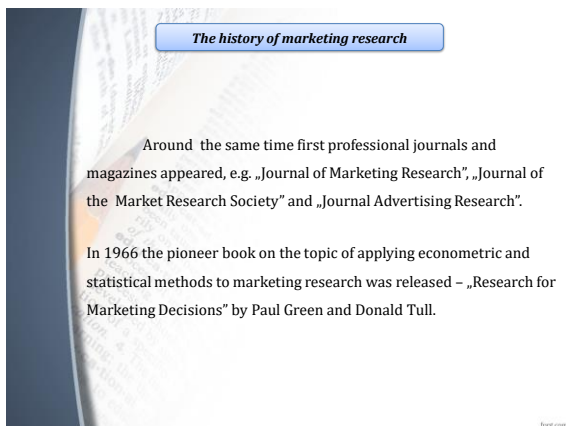 The history of marketing research
Around the same time first professional journals and
magazines appeared, e.g. „Journal of Marketing Research”, „Journal of
the Market Research Society” and „Journal Advertising Research”.
In 1966 the pioneer book on the topic of applying econometric and
statistical methods to marketing research was released – „Research for
Marketing Decisions” by Paul Green and Donald Tull.